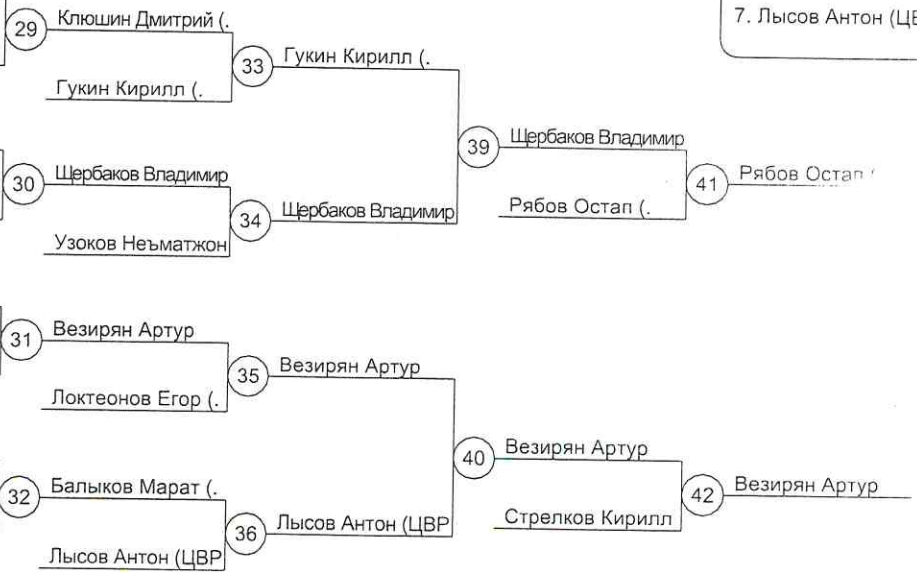 7. Лысов Антон (ЦВ
29 Клюшин Дмитрий (.
33 Гукин Кирилл (.
Гукин Кирилл (.
39 Щербаков Владимир
30 Щербаков Владимир
41 Рябов Остап (
34 Щербаков Владимир
Рябов Остап (.
Узоков Неъматжон
31 Везирян Артур
35 Везирян Артур
Локтеонов Егор (.
40 Везирян Артур
32 Балыков Марат (.
42 Везирян Артур
36 Лысов Антон (ЦВР
Стрелков Кирилл
Лысов Антон (ЦВР